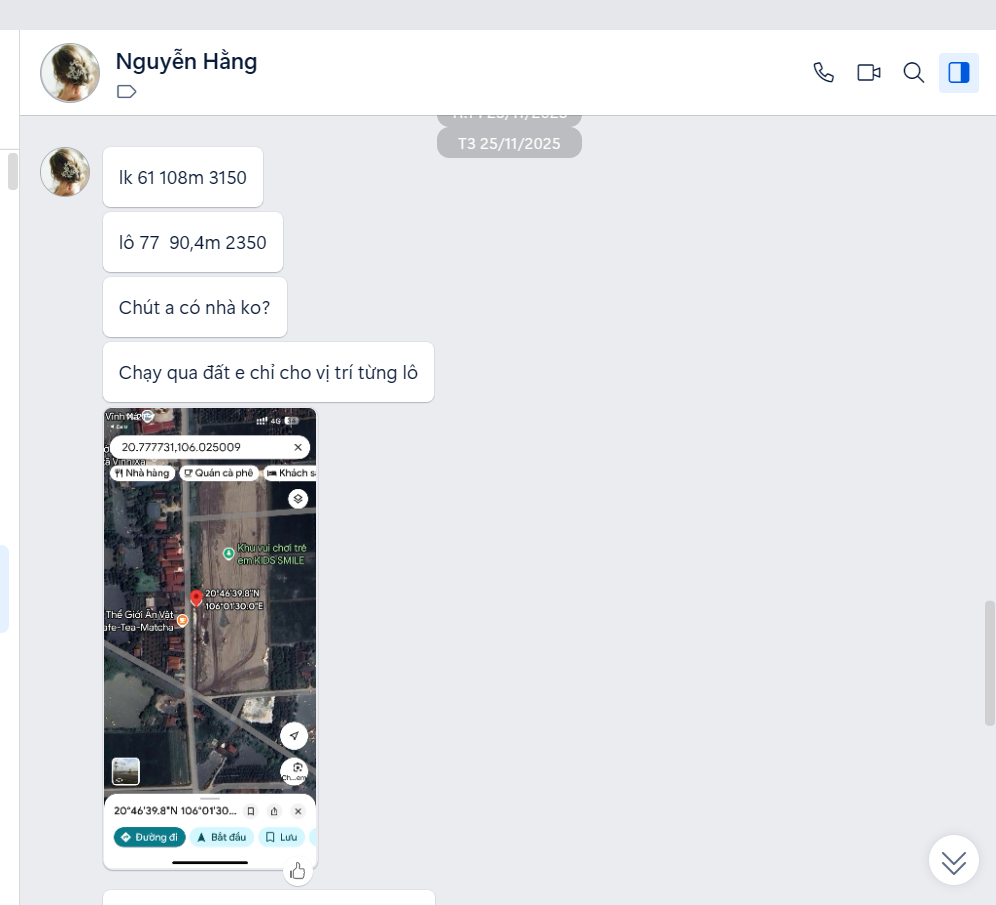 Nguyễn Hằng
T3 25/11/2025
lk 61 108m 3150
lô 77  90,4m 2350
Chút a có nhà ko?
Chạy qua đất e chỉ cho vị trí từng lô
4G
20.777731,106.025009
Nhà hàng
Quán cà phê
Khách s
Khu vui chơi trẻ
em KIDS SMILE
20°46'39.8"N
106°01'30.0"E
Thế Giới Ăn Vặt
afe-Tea-Matcha
Ch...em
20°46'39.8"N 106°01'30...
Đường đi
Bắt đầu
Lưu